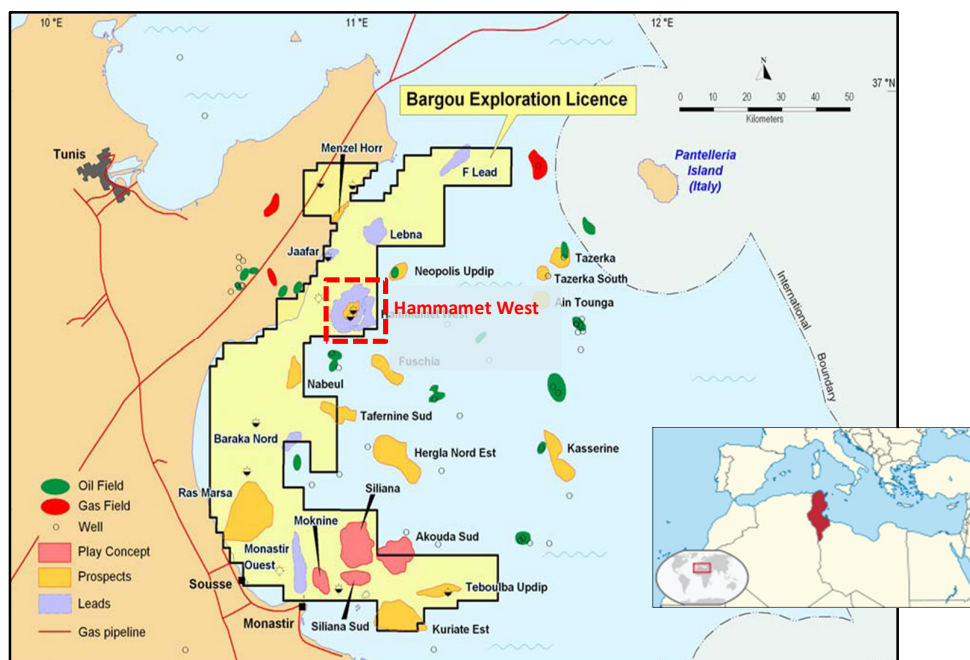 10 °E
11 °E
12 °E
N
37 °N
0 10 20 30 40 50
Kilometers
Bargou Exploration Licence
Tunis
Menzel Horr
F Lead
Pantelleria
Island
(Italy)
Lebna
Jaafar
Neopolis Updip
Tazerka
Tazerka South
Hammamet West
Hammamet West
Ain Tounga
International
Boundary
Fuschia
Nabeul
Tafernine Sud
Baraka Nord
Hergla Nord Est
Kasserine
Oil Field
Gas Field
Well
Play Concept
Prospects
Leads
Gas pipeline
Ras Marsa
Siliana
Moknine
Monastir
Ouest
Akouda Sud
Sousse
Teboulba Updip
Monastir
Siliana Sud
Kuriate Est